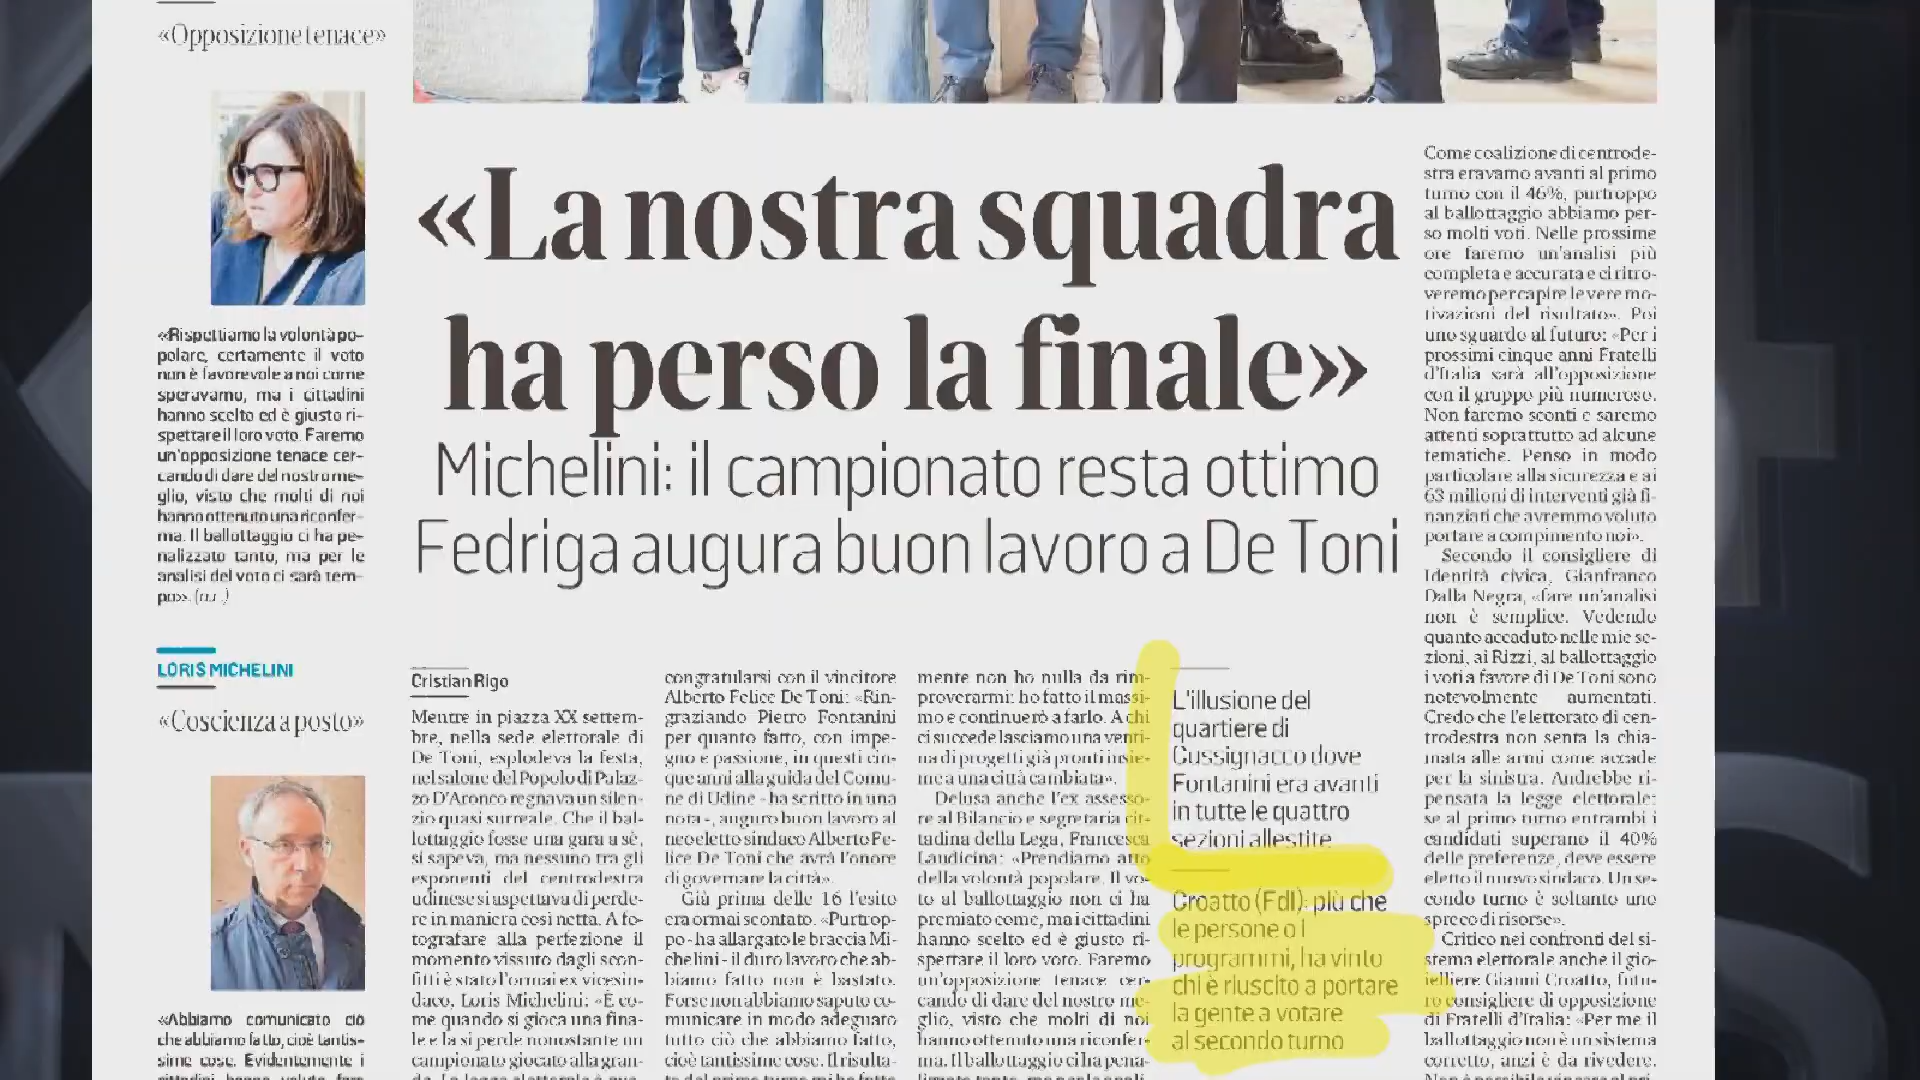 «Opposizione tenace»
«Rispettiamo la volontà po-
polare, certamente il voto
non è favorevole a noi come
speravamo, ma i cittadini
hanno scelto ed è giusto ri-
spettare il loro voto. Faremo
un'opposizione tenace cer-
cando di dare del nostro me-
glio, visto che molti di noi
hanno ottenuto una riconfer-
ma. Il ballottaggio ci ha pe-
nalizzato tanto, ma per le
analisi del voto ci sarà tem-
po».
LORIS MICHELINI
«Coscienza a posto»
«Abbiamo comunicato ciò
che abbiamo fatto, cioè tantis-
sime cose. Evidentemente i
«La nostra squadra
ha perso la finale»
Michelini: il campionato resta ottimo
Fedriga augura buon lavoro a De Toni
Cristian Rigo
Mentre in piazza XX settem-
bre, nella sede elettorale di
De Toni, esplodeva la festa,
nel salone del Popolo di Palaz-
zo D'Aronco regnava un silen-
zio quasi surreale. Che il bal-
lottaggio fosse una gara a sè,
si sapeva, ma nessuno tra gli
esponenti del centrodestra
udinese si aspettava di perde-
re in maniera così netta. A fo-
tografare alla perfezione il
momento vissuto dagli scon-
fitti è stato l'ormai ex vicesin-
daco, Loris Michelini: «È co-
me quando si gioca una fina-
le e la si perde nonostante un
campionato giocato alla gran-
congratularsi con il vincitore
Alberto Felice De Toni: «Rin-
graziando Pietro Fontanini
per quanto fatto, con impe-
gno e passione, in questi cin-
que anni alla guida del Comu-
ne di Udine - ha scritto in una
nota -, auguro buon lavoro al
neoeletto sindaco Alberto Fe-
lice De Toni che avrà l'onore
di governare la città».
Già prima delle 16 l'esito
era ormai scontato. «Purtrop-
po - ha allargato le braccia Mi-
chelini - il duro lavoro che ab-
biamo fatto non è bastato.
Forse non abbiamo saputo co-
municare in modo adeguato
tutto ciò che abbiamo fatto,
cioè tantissime cose. Il risulta-
mente non ho nulla da rim-
proverarmi: ho fatto il massi-
mo e continuerò a farlo. A chi
ci succede lasciamo una venti-
na di progetti già pronti insie-
me a una città cambiata».
Delusa anche l'ex assesso-
re al Bilancio e segretaria cit-
tadina della Lega, Francesca
Laudicina: «Prendiamo atto
della volontà popolare. Il vo-
to al ballottaggio non ci ha
premiato come, ma i cittadini
hanno scelto ed è giusto ri-
spettare il loro voto. Faremo
un'opposizione tenace cer-
cando di dare del nostro me-
glio, visto che molti di noi
hanno ottenuto una riconfer-
ma. Il ballottaggio ci ha pena-
L'illusione del
quartiere di
Cussignacco dove
Fontanini era avanti
in tutte le quattro
sezioni allestite
Croatto (FdI): più che
le persone o i
programmi, ha vinto
chi è riuscito a portare
la gente a votare
al secondo turno
Come coalizione di centrode-
stra eravamo avanti al primo
turno con il 46%, purtroppo
al ballottaggio abbiamo per-
so molti voti. Nelle prossime
ore faremo un'analisi più
completa e accurata e ci ritro-
veremo per capire le vere mo-
tivazioni del risultato». Poi
uno sguardo al futuro: «Per i
prossimi cinque anni Fratelli
d'Italia sarà all'opposizione
con il gruppo più numeroso.
Non faremo sconti e saremo
attenti soprattutto ad alcune
tematiche. Penso in modo
particolare alla sicurezza e ai
63 milioni di interventi già fi-
nanziati che avremmo voluto
portare a compimento noi».
Secondo il consigliere di
Identità civica, Gianfranco
Dalla Negra, «fare un'analisi
non è semplice. Vedendo
quanto accaduto nelle mie se-
zioni, ai Rizzi, al ballottaggio
i voti a favore di De Toni sono
notevolmente aumentati.
Credo che l'elettorato di cen-
trodestra non senta la chia-
mata alle armi come accade
per la sinistra. Andrebbe ri-
pensata la legge elettorale:
se al primo turno entrambi i
candidati superano il 40%
delle preferenze, deve essere
eletto il nuovo sindaco. Un se-
condo turno è soltanto uno
spreco di risorse».
Critico nei confronti del si-
stema elettorale anche il gio-
ielliere Gianni Croatto, futu-
ro consigliere di opposizione
di Fratelli d'Italia: «Per me il
ballottaggio non è un sistema
corretto, anzi è da rivedere.